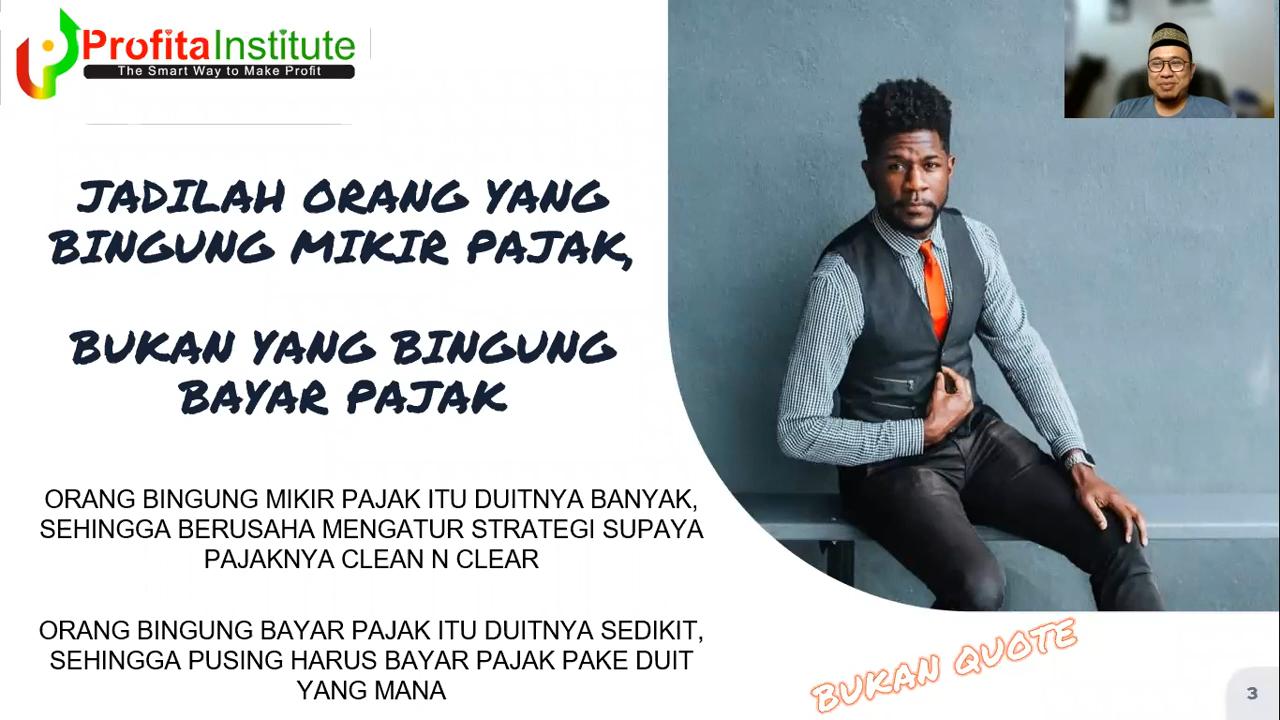 ProfitaInstitute
The Smart Way to Make Profit
JADILAH ORANG YANG
BINGUNG MIKIR PAJAK,
BUKAN YANG BINGUNG
BAYAR PAJAK
ORANG BINGUNG MIKIR PAJAK ITU DUITNYA BANYAK,
SEHINGGA BERUSAHA MENGATUR STRATEGI SUPAYA
PAJAKNYA CLEAN N CLEAR
ORANG BINGUNG BAYAR PAJAK ITU DUITNYA SEDIKIT,
SEHINGGA PUSING HARUS BAYAR PAJAK PAKE DUIT
YANG MANA
BUKAN QUOTE
3